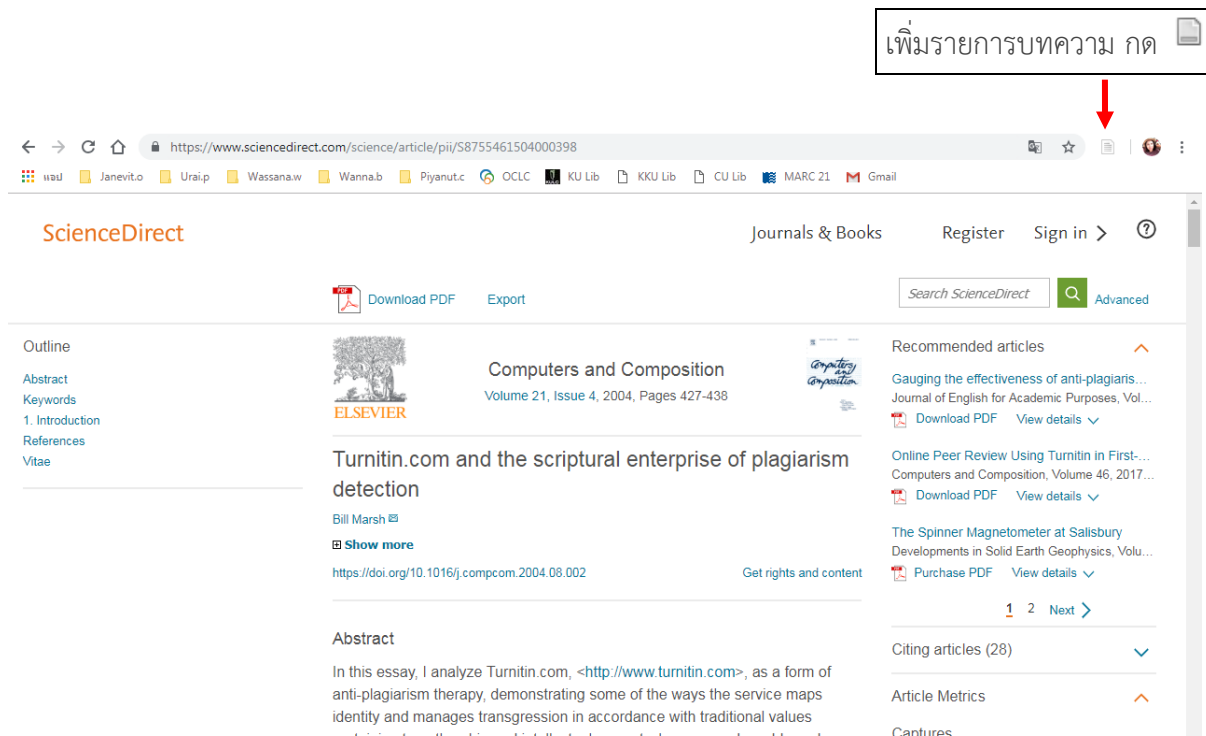 เพิ่มรายการบทความ กด
https://www.sciencedirect.com/science/article/pii/S8755461504000398
แอป Janevit.o Urai.p Wassana.w Wanna.b Piyanut.c OCLC KU Lib KKU Lib CU Lib MARC 21 Gmail
ScienceDirect
Journals & Books Register Sign in
Download PDF Export
Search ScienceDirect Advanced
Outline
Abstract
Keywords
1. Introduction
References
Vitae
ELSEVIER
Computers and Composition
Volume 21, Issue 4, 2004, Pages 427-438
Computers
and
Composition
Turnitin.com and the scriptural enterprise of plagiarism
detection
Bill Marsh
Show more
https://doi.org/10.1016/j.compcom.2004.08.002 Get rights and content
Abstract
In this essay, I analyze Turnitin.com, <http://www.turnitin.com>, as a form of
anti-plagiarism therapy, demonstrating some of the ways the service maps
identity and manages transgression in accordance with traditional values
Recommended articles
Gauging the effectiveness of anti-plagiaris...
Journal of English for Academic Purposes, Vol...
Download PDF View details
Online Peer Review Using Turnitin in First-...
Computers and Composition, Volume 46, 2017...
Download PDF View details
The Spinner Magnetometer at Salisbury
Developments in Solid Earth Geophysics, Volu...
Purchase PDF View details
1 2 Next
Citing articles (28)
Article Metrics
Captures